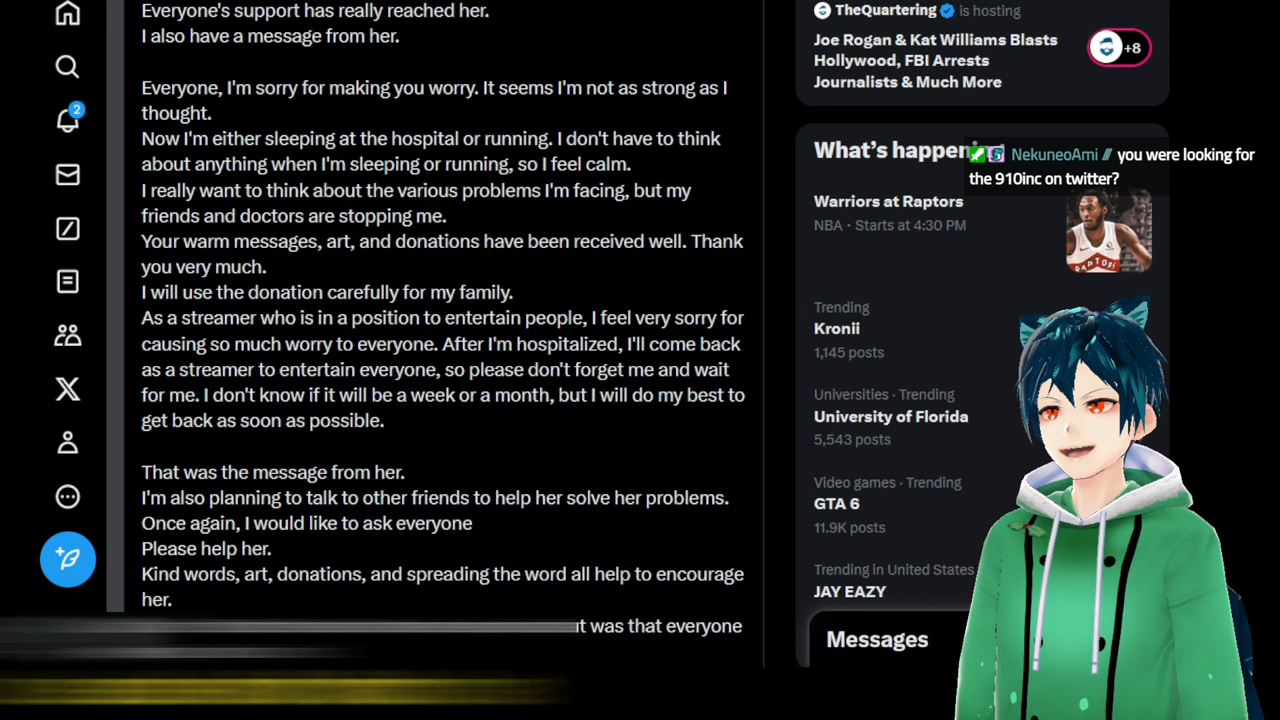 Everyone's support has really reached her.
I also have a message from her.
Everyone, I'm sorry for making you worry. It seems I'm not as strong as I
thought.
Now I'm either sleeping at the hospital or running. I don't have to think
about anything when I'm sleeping or running, so I feel calm.
I really want to think about the various problems I'm facing, but my
friends and doctors are stopping me.
Your warm messages, art, and donations have been received well. Thank
you very much.
I will use the donation carefully for my family.
As a streamer who is in a position to entertain people, I feel very sorry for
causing so much worry to everyone. After I'm hospitalized, I'll come back
as a streamer to entertain everyone, so please don't forget me and wait
for me. I don't know if it will be a week or a month, but I will do my best to
get back as soon as possible.
That was the message from her.
I'm also planning to talk to other friends to help her solve her problems.
Once again, I would like to ask everyone
Please help her.
Kind words, art, donations, and spreading the word all help to encourage
her.
was that everyone
2
TheQuartering is hosting
Joe Rogan & Kat Williams Blasts
Hollywood, FBI Arrests
Journalists & Much More
+8
What's happen
NekuneoAmi // you were looking for
the 910inc on twitter?
Warriors at Raptors
NBA · Starts at 4:30 PM
RAPTORS
Trending
Kronii
1,145 posts
Universities · Trending
University of Florida
5,543 posts
Video games · Trending
GTA 6
11.9K posts
Trending in United States
JAY EAZY
Messages